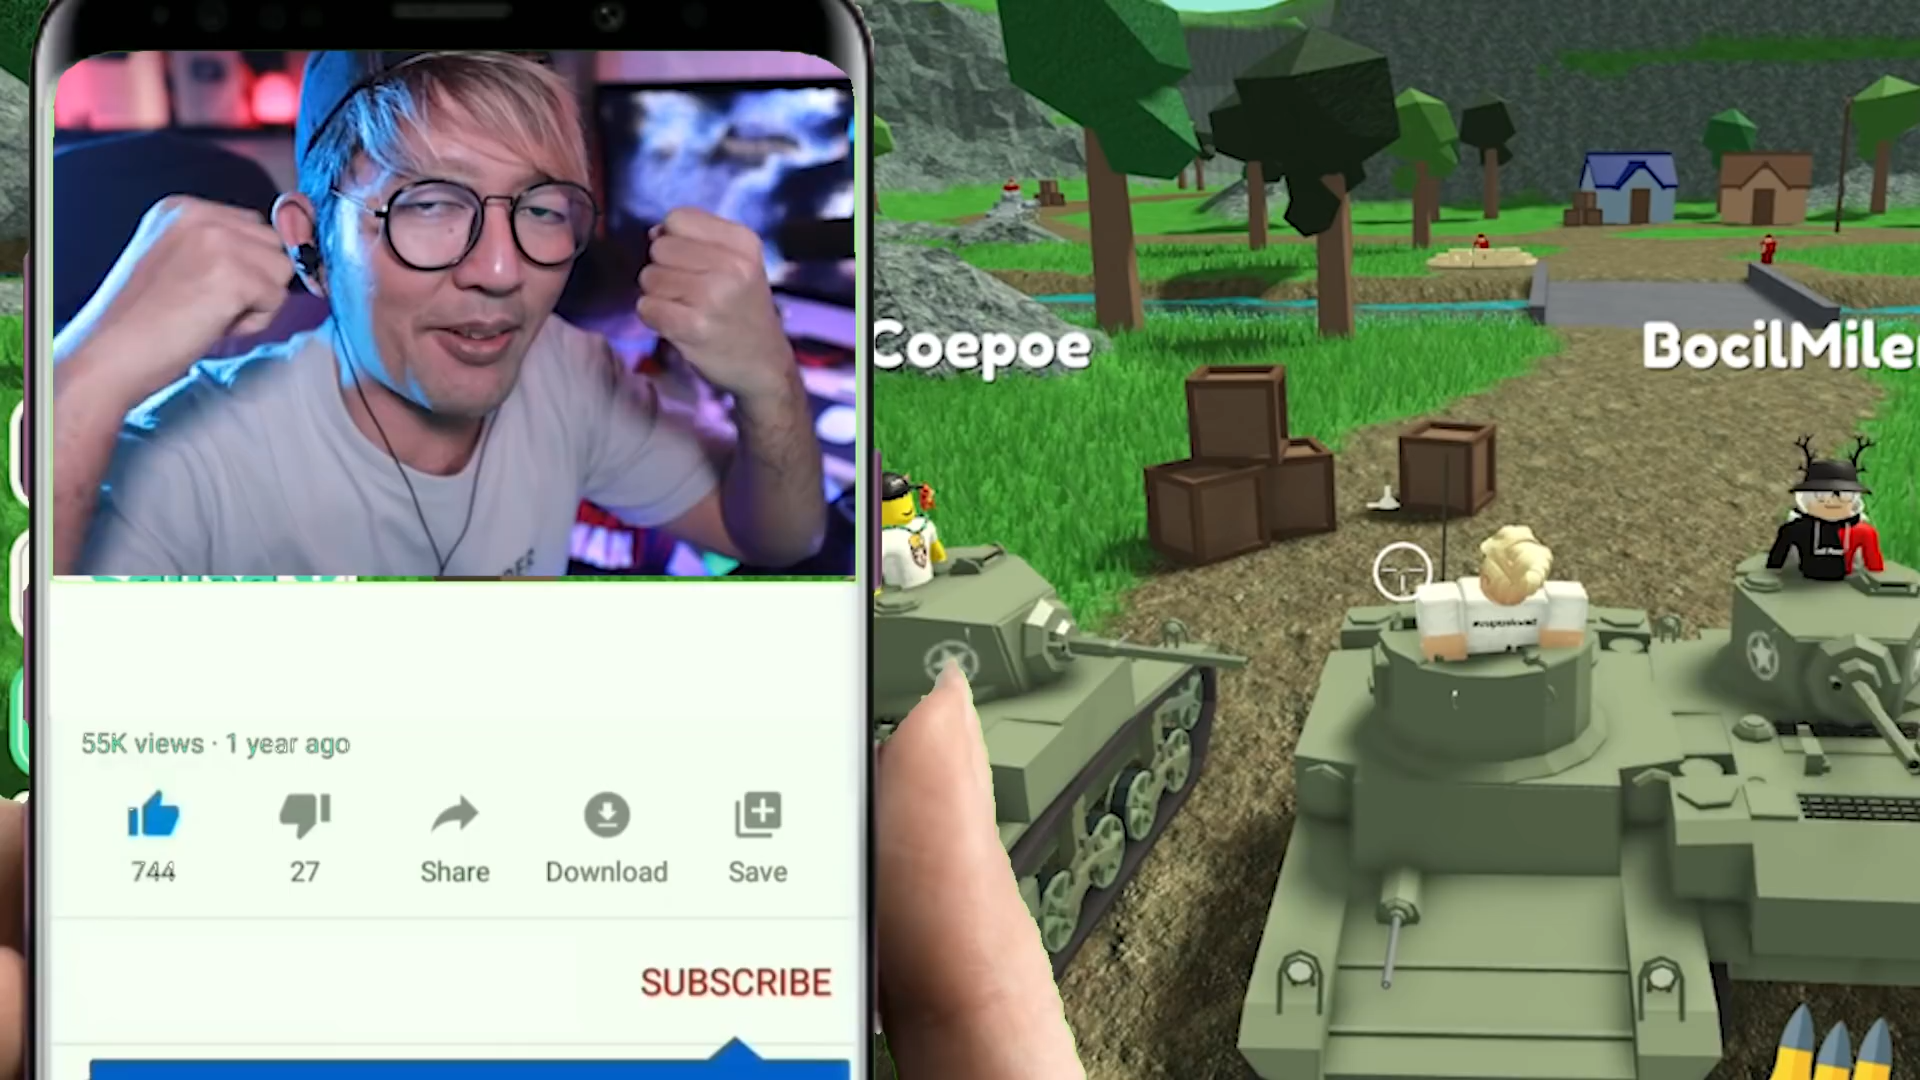 Coepoe
BocilMile
55K views · 1 year ago
744
27
Share
Download
Save
SUBSCRIBE